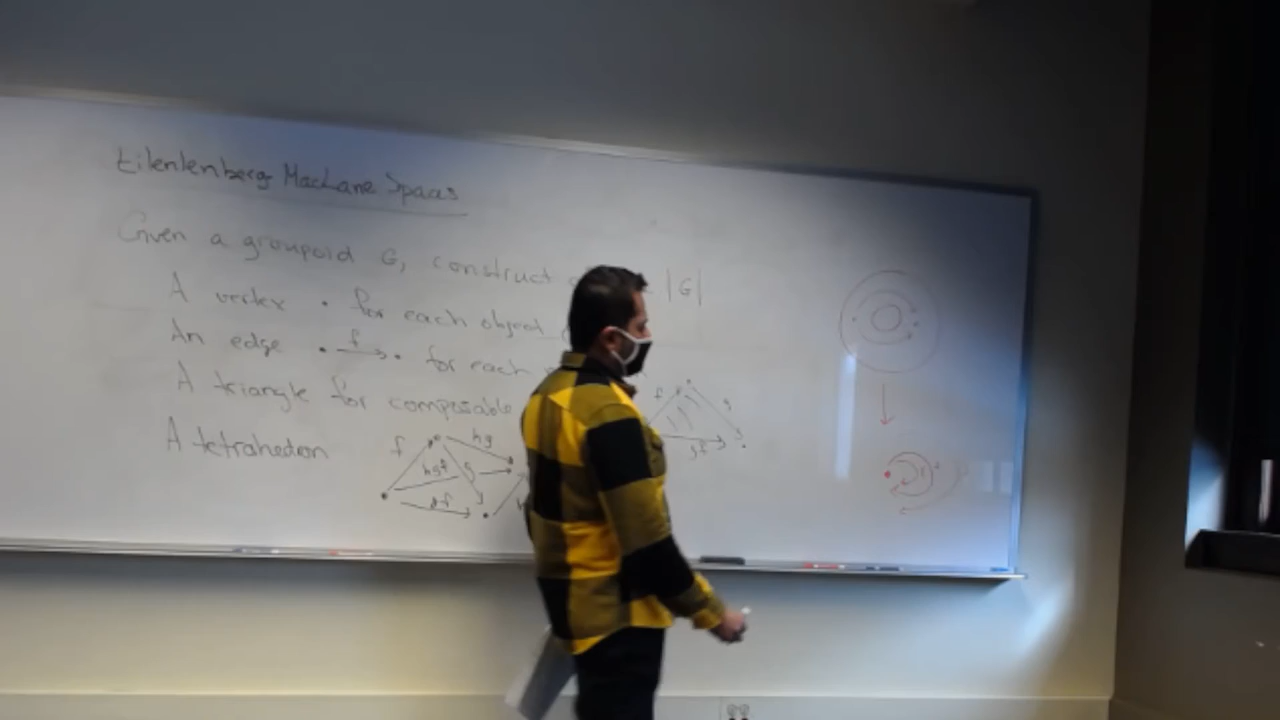 Eilenlenberg MacLane Spaces
Given a groupoid G, construct |G|
A vertex • for each object
An edge • f → • for each
A triangle for composable
f g
gf
A tetrahedron
f hg
hgf g
gf